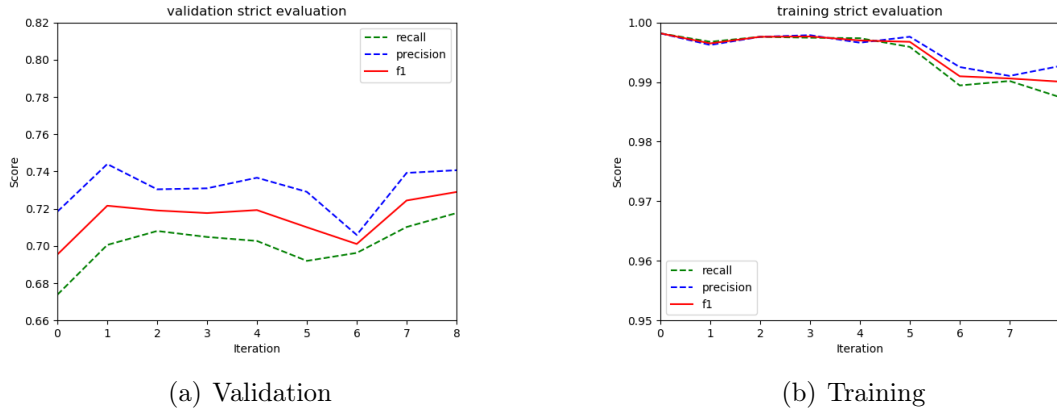 validation strict evaluation
0.82
0.80
0.78
0.76
0.74
0.72
0.70
0.68
0.66
Score
recall
precision
f1
0 1 2 3 4 5 6 7 8
Iteration
(a) Validation
training strict evaluation
1.00
0.99
0.98
0.97
0.96
0.95
Score
recall
precision
f1
0 1 2 3 4 5 6 7
Iteration
(b) Training